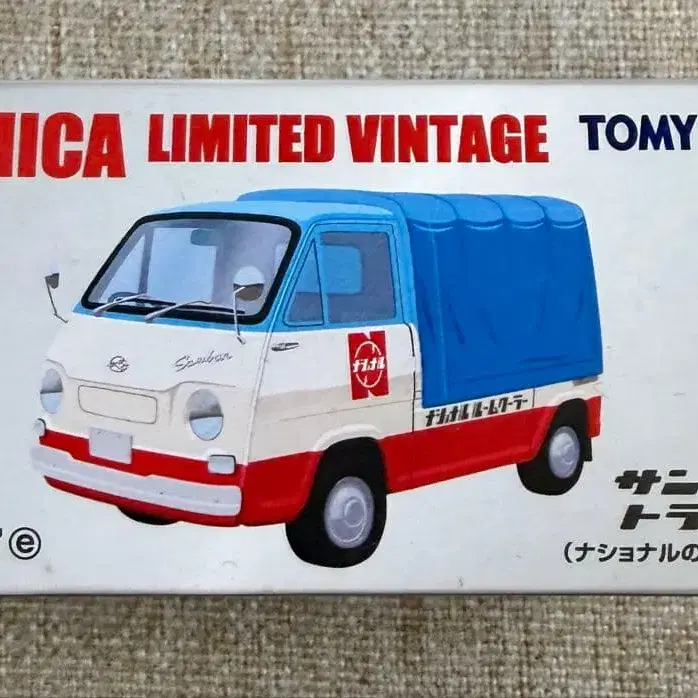 MICA LIMITED VINTAGE TOMY
Sambar
ナショナル
ナショナル ルームクーラー
サン
トラ
e
(ナショナルの